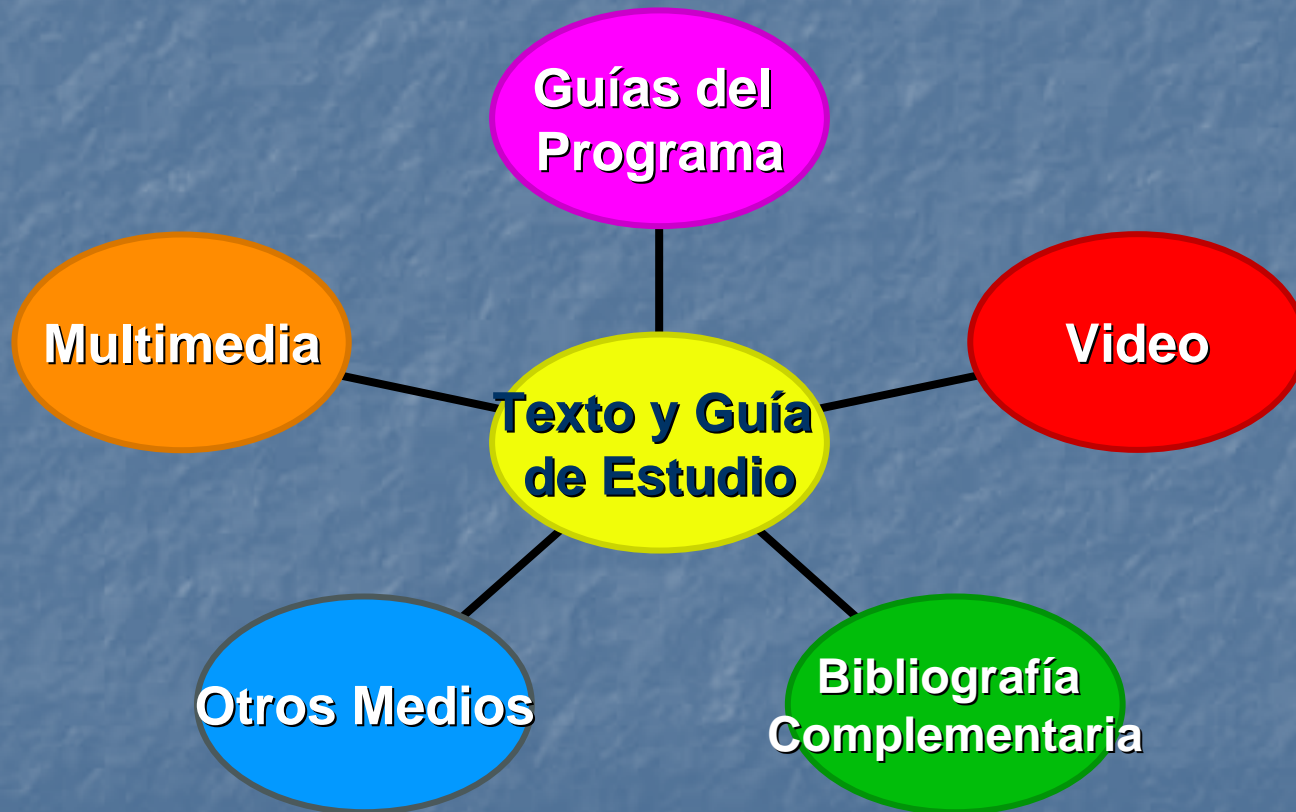 Guías del
Programa
Multimedia
Video
Texto y Guía
de Estudio
Otros Medios
Bibliografía
Complementaria